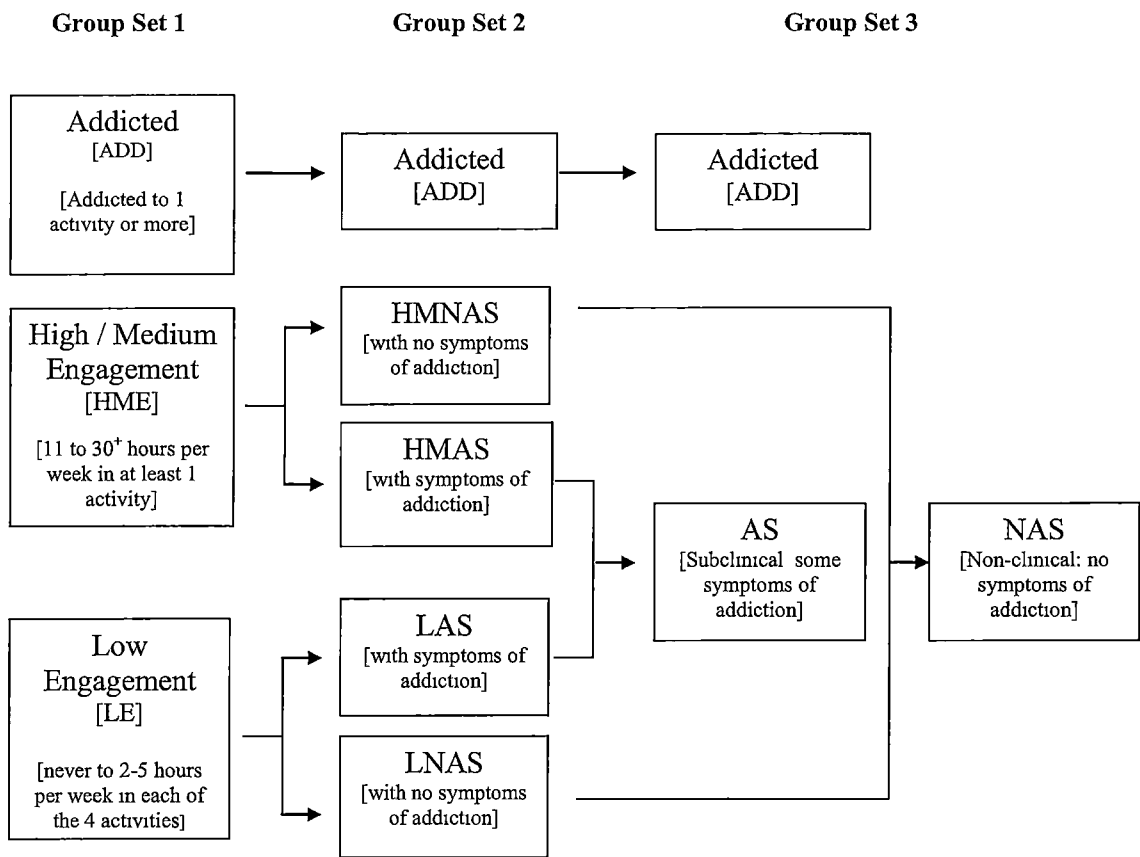 Group Set 1
Group Set 2
Group Set 3
Addicted
[ADD]
[Addicted to 1
activity or more]
Addicted
[ADD]
Addicted
[ADD]
High / Medium
Engagement
[HME]
[11 to 30⁺ hours per
week in at least 1
activity]
HMNAS
[with no symptoms
of addiction]
HMAS
[with symptoms of
addiction]
AS
[Subclinical some
symptoms of
addiction]
NAS
[Non-clinical: no
symptoms of
addiction]
Low
Engagement
[LE]
[never to 2-5 hours
per week in each of
the 4 activities]
LAS
[with symptoms of
addiction]
LNAS
[with no symptoms
of addiction]